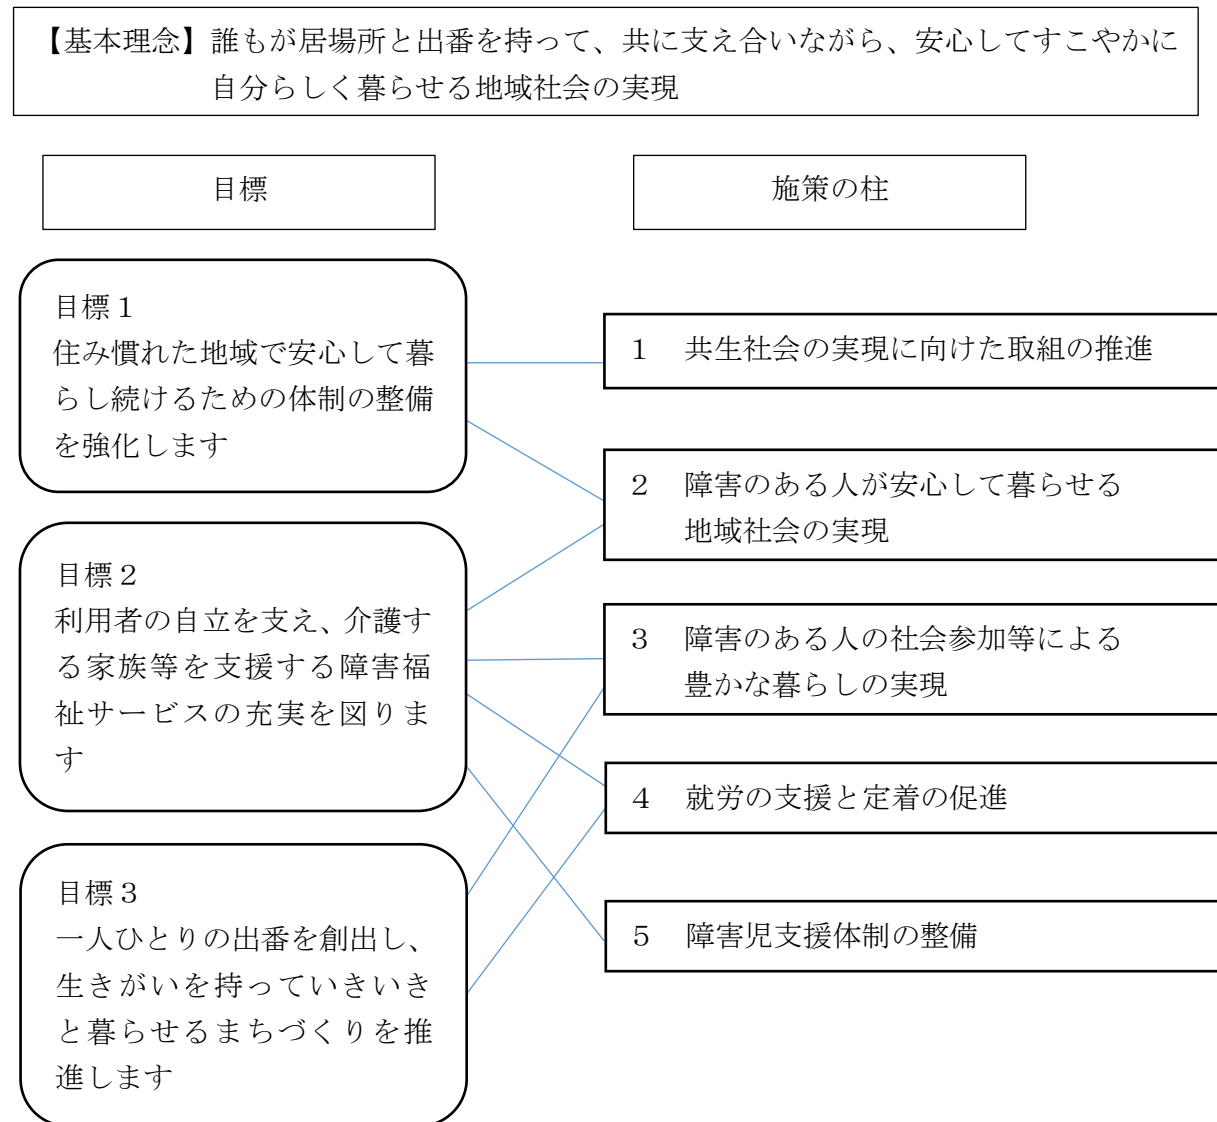 【基本理念】誰もが居場所と出番を持って、共に支え合いながら、安心してすこやかに
自分らしく暮らせる地域社会の実現
目標
施策の柱
目標１
住み慣れた地域で安心して暮
らし続けるための体制の整備
を強化します
目標２
利用者の自立を支え、介護す
る家族等を支援する障害福
祉サービスの充実を図りま
す
目標３
一人ひとりの出番を創出し、
生きがいを持っていきいき
と暮らせるまちづくりを推
進します
１　共生社会の実現に向けた取組の推進
２　障害のある人が安心して暮らせる
地域社会の実現
３　障害のある人の社会参加等による
豊かな暮らしの実現
４　就労の支援と定着の促進
５　障害児支援体制の整備